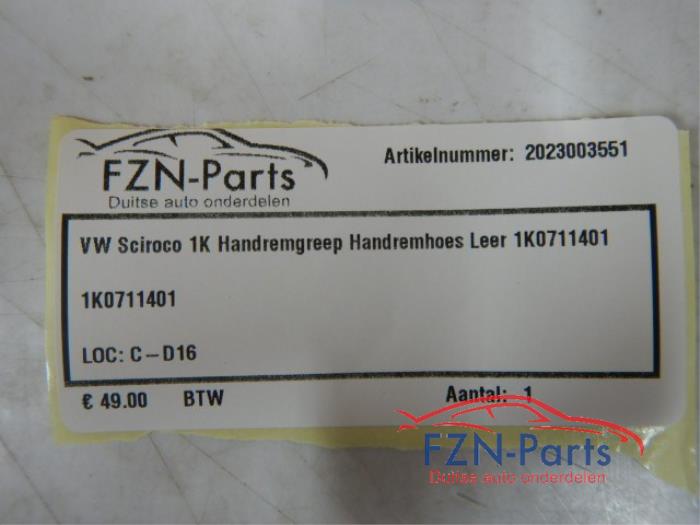 FZN-Parts
Duitse auto onderdelen
Artikelnummer: 2023003551
VW Sciroco 1K Handremgreep Handremhoes Leer 1K0711401
1K0711401
LOC: C-D16
€ 49.00 BTW Aantal: 1
FZN-Parts
Duitse auto onderdelen